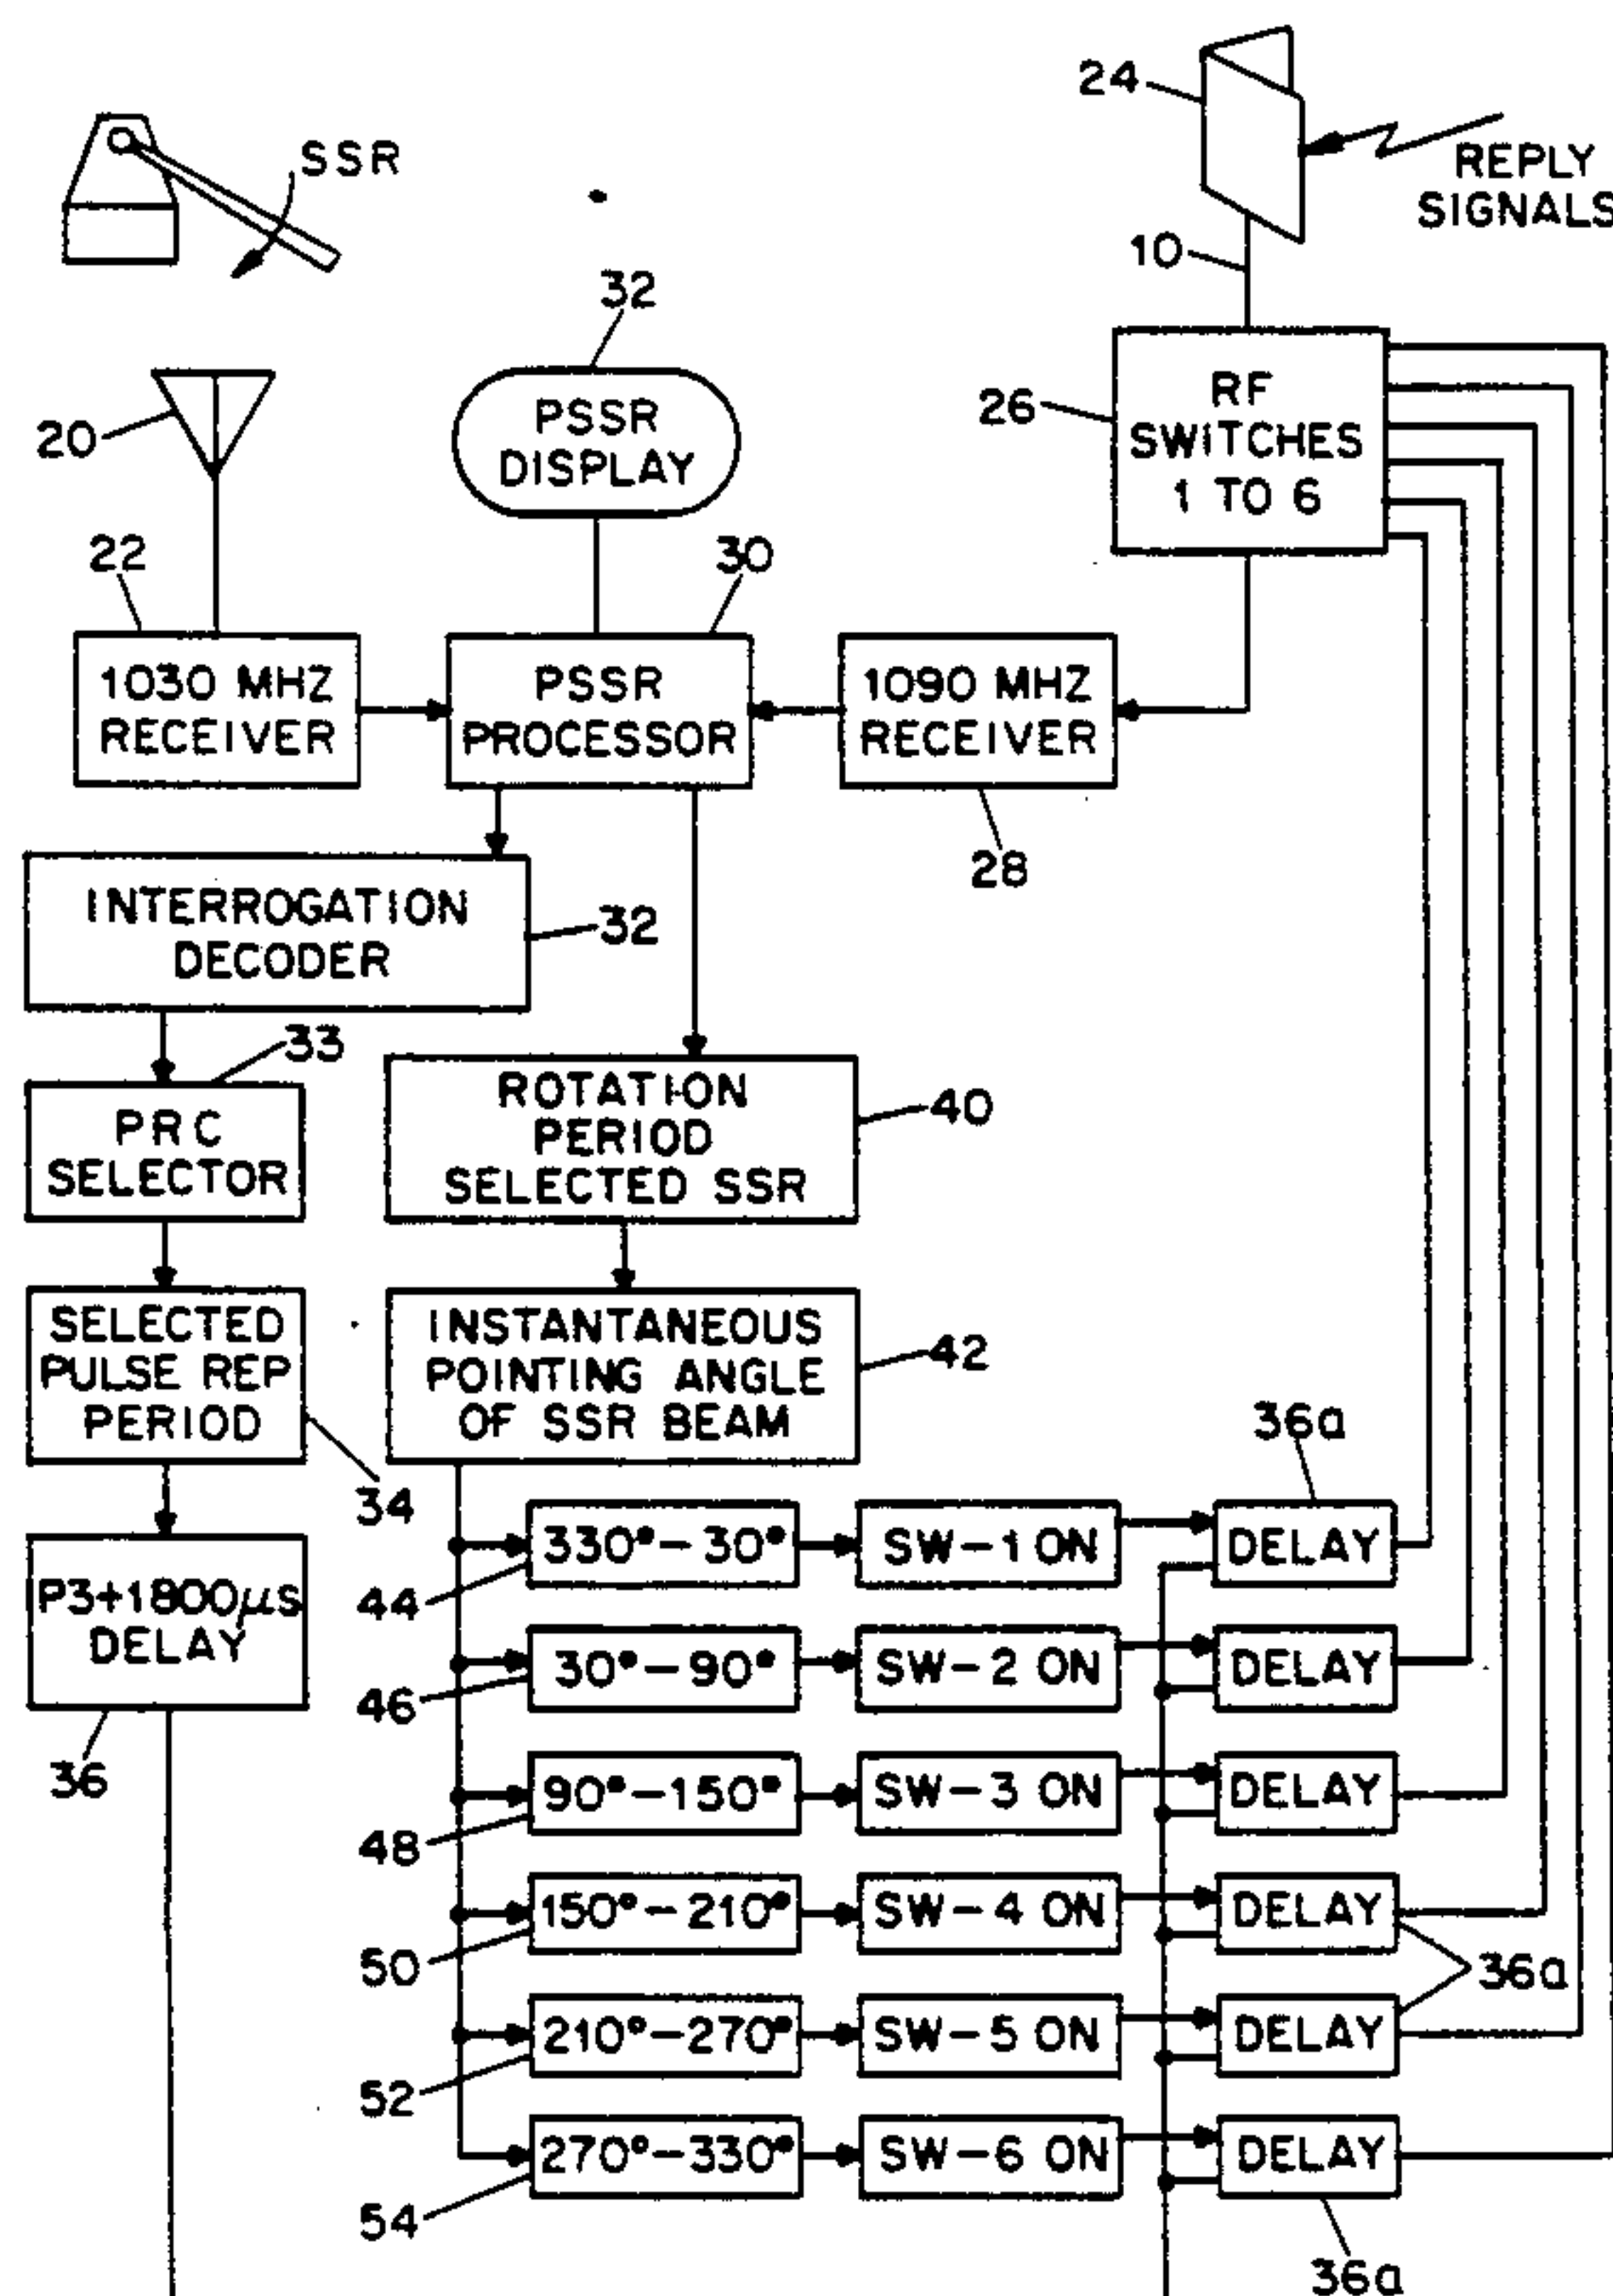 24
SSR
REPLY
SIGNALS
10
32
20
PSSR
DISPLAY
26
RF
SWITCHES
1 TO 6
22
30
1030 MHZ
RECEIVER
PSSR
PROCESSOR
1090 MHZ
RECEIVER
28
INTERROGATION
DECODER
32
33
PRC
SELECTOR
ROTATION
PERIOD
SELECTED SSR
40
SELECTED
PULSE REP
PERIOD
34
INSTANTANEOUS
POINTING ANGLE
OF SSR BEAM
42
36a
P3+1800μs
DELAY
36
330°-30°
SW-1 ON
DELAY
44
30°-90°
SW-2 ON
DELAY
46
90°-150°
SW-3 ON
DELAY
48
150°-210°
SW-4 ON
DELAY
50
36a
210°-270°
SW-5 ON
DELAY
52
270°-330°
SW-6 ON
DELAY
54
36a